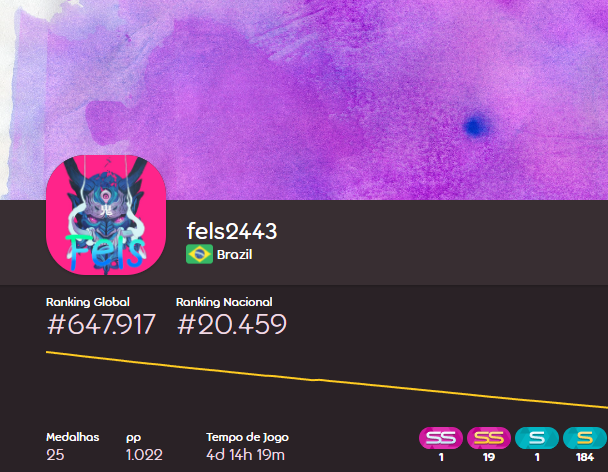 鬼
Fels
fels2443
Brazil
Ranking Global Ranking Nacional
#647.917 #20.459
Medalhas pp Tempo de Jogo
25 1.022 4d 14h 19m
SS SS S S
1 19 1 184